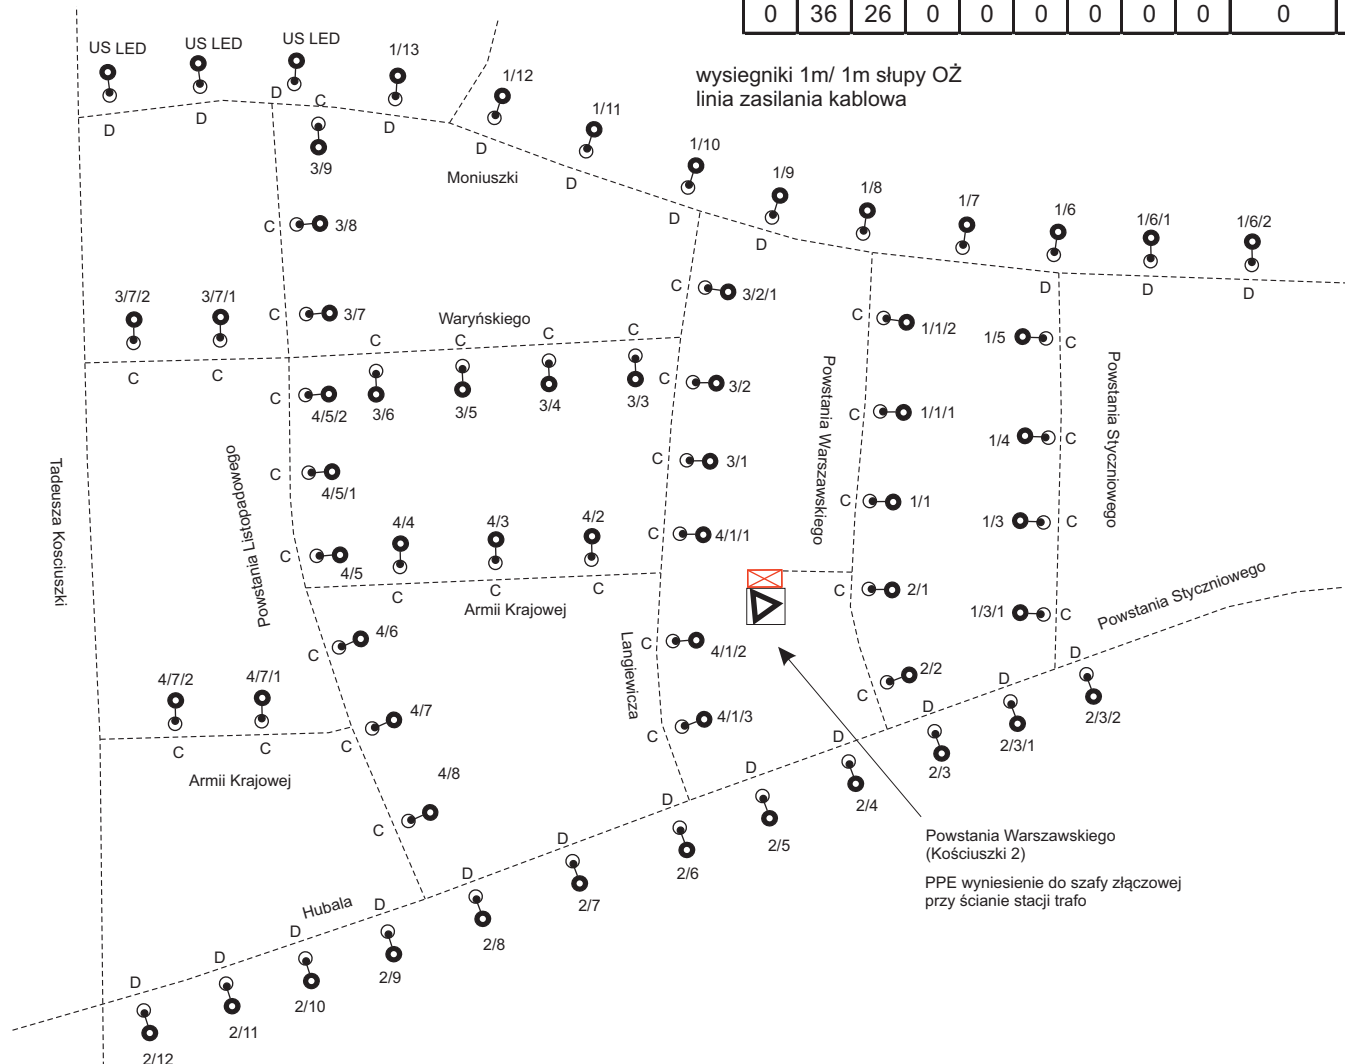 0 36 26 0 0 0 0 0 0 0
wysiegniki 1m/ 1m słupy OŻ
linia zasilania kablowa
US LED
US LED
US LED
1/13
1/12
1/11
1/10
1/9
1/8
1/7
1/6
1/6/1
1/6/2
D
D
D
C
D
D
D
D
D
D
D
D
3/9
Moniuszki
C
3/8
3/7/2
3/7/1
C
3/7
Waryńskiego
C
C
C
C
C
C
3/6
3/5
3/4
3/3
C
3/2/1
C
3/2
C
3/1
C
4/1/1
C
1/1/2
C
1/1/1
C
1/1
C
2/1
C
2/2
1/5
C
1/4
C
1/3
C
1/3/1
C
Powstania Warszawskiego
Powstania Styczniowego
Powstania Styczniowego
C
4/5/2
C
4/5/1
C
4/5
Tadeusza Kosciuszki
Powstania Listopadowego
4/4
4/3
4/2
C
C
C
Armii Krajowej
C
4/6
Langiewicza
C
4/1/2
C
4/1/3
4/7/2
4/7/1
C
C
C
4/7
Armii Krajowej
C
4/8
D
2/3/2
D
2/3/1
D
2/3
D
2/4
D
2/5
D
2/6
D
2/7
D
2/8
Hubala
D
2/9
D
2/10
D
2/11
D
2/12
Powstania Warszawskiego
(Kościuszki 2)
PPE wyniesienie do szafy złączowej
przy ścianie stacji trafo